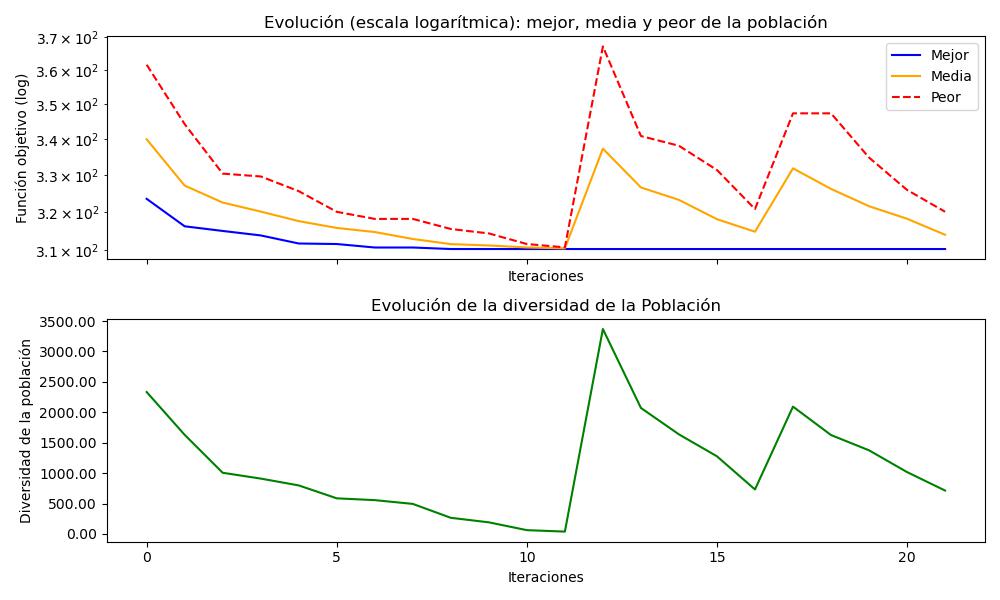 Evolución (escala logarítmica): mejor, media y peor de la población
3.7 × 10²
3.6 × 10²
3.5 × 10²
3.4 × 10²
3.3 × 10²
3.2 × 10²
3.1 × 10²
Función objetivo (log)
Mejor
Media
Peor
Iteraciones
Evolución de la diversidad de la Población
3500.00
3000.00
2500.00
2000.00
1500.00
1000.00
500.00
0.00
Diversidad de la población
0 5 10 15 20
Iteraciones